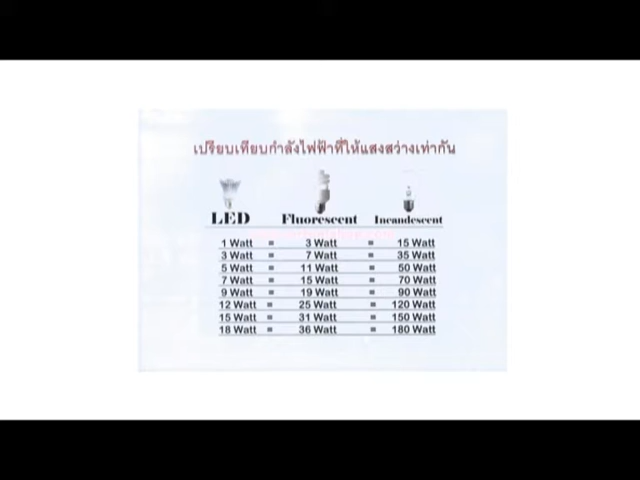 เปรียบเทียบกำลังไฟฟ้าที่ให้แสงสว่างเท่ากัน
LED Fluorescent Incandescent
1 Watt = 3 Watt = 15 Watt
3 Watt = 7 Watt = 35 Watt
5 Watt = 11 Watt = 50 Watt
7 Watt = 15 Watt = 70 Watt
9 Watt = 19 Watt = 90 Watt
12 Watt = 25 Watt = 120 Watt
15 Watt = 31 Watt = 150 Watt
18 Watt = 36 Watt = 180 Watt